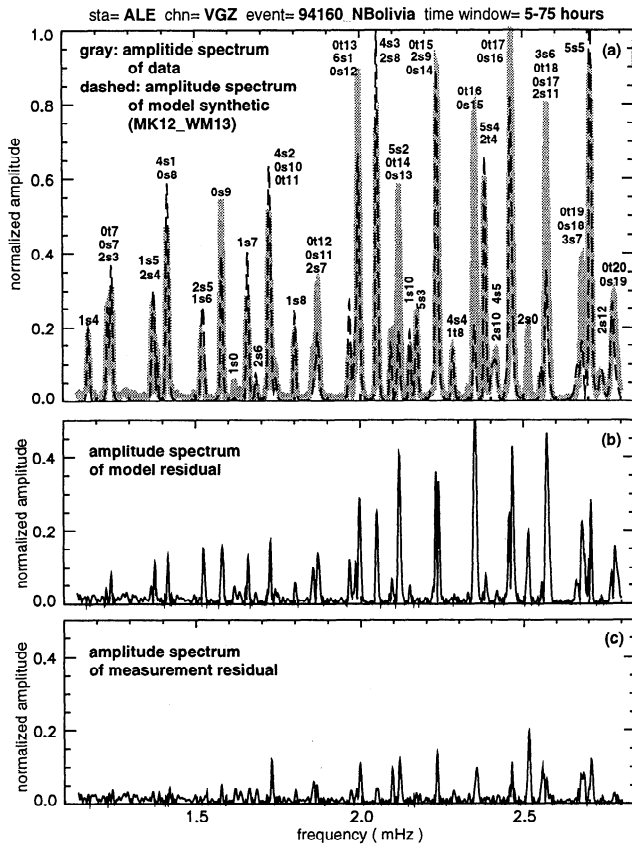 sta= ALE chn= VGZ event= 94160_NBolivia time window= 5-75 hours
1.0
0.8
0.6
0.4
0.2
0.0
normalized amplitude
gray: amplitide spectrum
of data
dashed: amplitude spectrum
of model synthetic
(MK12_WM13)
(a)
1s4
0t7
0s7
2s3
1s5
2s4
4s1
0s8
2s5
1s6
0s9
1s0
1s7
2s6
4s2
0s10
0t11
1s8
0t12
0s11
2s7
0t13
6s1
0s12
4s3
2s8
5s2
0t14
0s13
1s10
5s3
0t15
2s9
0s14
4s4
1t8
0t16
0s15
5s4
2t4
2s10
4s5
0t17
0s16
2s0
3s6
0t18
0s17
2s11
0t19
0s18
3s7
5s5
2s12
0t20
0s19
0.4
0.2
0.0
normalized amplitude
amplitude spectrum
of model residual
(b)
0.4
0.2
0.0
normalized amplitude
amplitude spectrum
of measurement residual
(c)
1.5
2.0
2.5
frequency ( mHz )